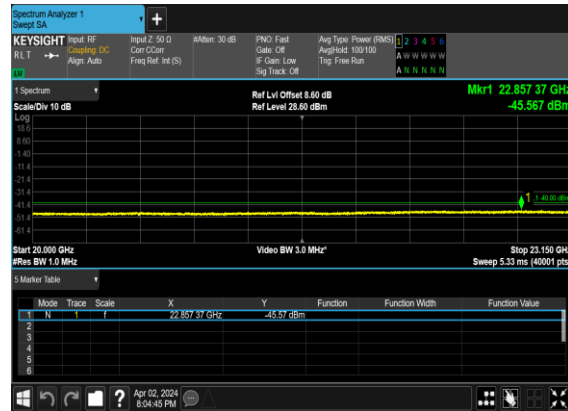 Spectrum Analyzer 1
Swept SA
+
KEYSIGHT Input: RF Input Z: 50 Ω #Atten: 30 dB PNO: Fast Avg Type: Power (RMS) 1 2 3 4 5 6
RLT Coupling: DC Corr CCorr Gate: Off Avg|Hold: 100/100 A W W W W W
Align: Auto Freq Ref: Int (S) IF Gain: Low Trig: Free Run
Sig Track: Off A N N N N N
1 Spectrum Ref Lvl Offset 8.60 dB Mkr1 22.857 37 GHz
Scale/Div 10 dB Ref Level 28.60 dBm -45.567 dBm
Log
18.6
8.60
-1.40
-11.4
-21.4
-31.4
-41.4 1 -40.00 dBm
-51.4
-61.4
Start 20.000 GHz Video BW 3.0 MHz* Stop 23.150 GHz
#Res BW 1.0 MHz Sweep 5.33 ms (40001 pts)
5 Marker Table
Mode Trace Scale X Y Function Function Width Function Value
1 N 1 f 22.857 37 GHz -45.57 dBm
2
3
4
5
6
? Apr 02, 2024
8:04:45 PM